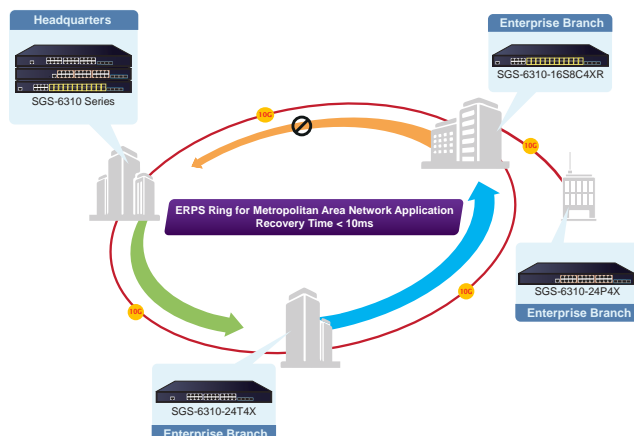 Headquarters
SGS-6310 Series
Enterprise Branch
SGS-6310-16S8C4XR
10G
10G
ERPS Ring for Metropolitan Area Network Application
Recovery Time < 10ms
SGS-6310-24P4X
Enterprise Branch
10G
10G
SGS-6310-24T4X
Enterprise Branch